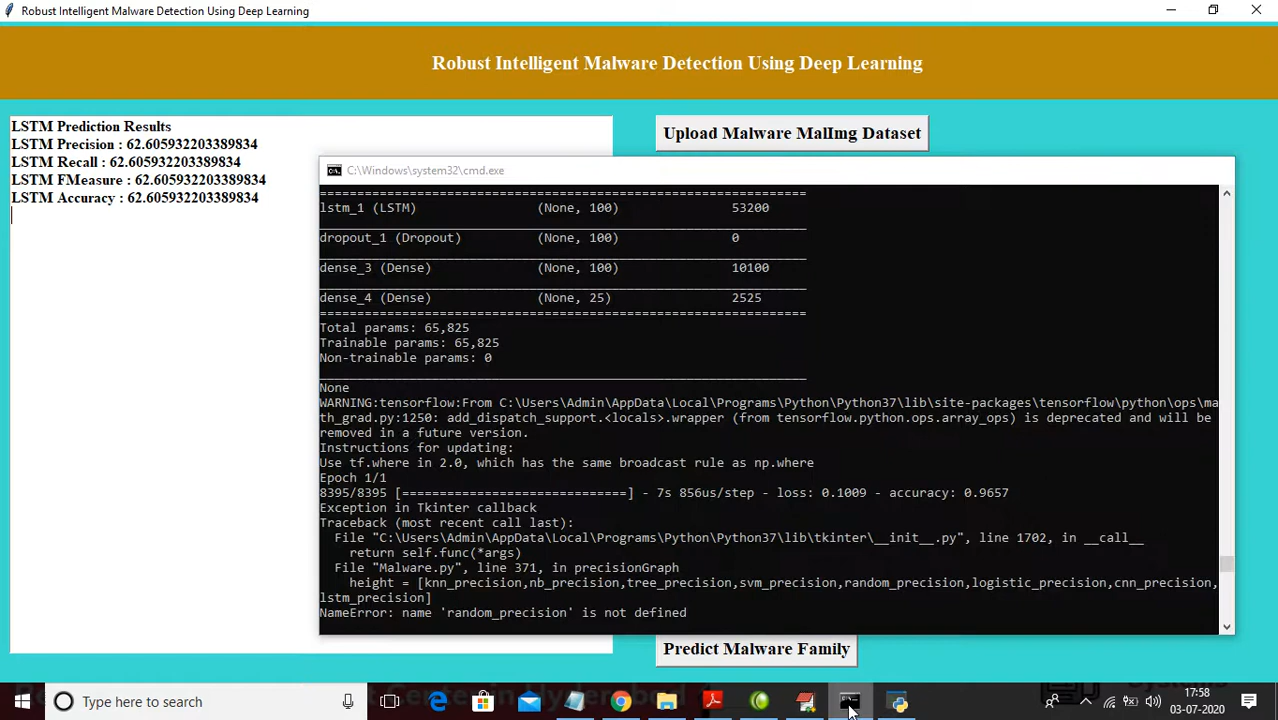 Robust Intelligent Malware Detection Using Deep Learning
Robust Intelligent Malware Detection Using Deep Learning
LSTM Prediction Results
LSTM Precision : 62.605932203389834
LSTM Recall : 62.605932203389834
LSTM FMeasure : 62.605932203389834
LSTM Accuracy : 62.605932203389834
Upload Malware MalImg Dataset
C:\Windows\system32\cmd.exe
=================================================================
lstm_1 (LSTM) (None, 100) 53200
_________________________________________________________________
dropout_1 (Dropout) (None, 100) 0
_________________________________________________________________
dense_3 (Dense) (None, 100) 10100
_________________________________________________________________
dense_4 (Dense) (None, 25) 2525
=================================================================
Total params: 65,825
Trainable params: 65,825
Non-trainable params: 0
_________________________________________________________________
None
WARNING:tensorflow:From C:\Users\Admin\AppData\Local\Programs\Python\Python37\lib\site-packages\tensorflow\python\ops\ma
th_grad.py:1250: add_dispatch_support.<locals>.wrapper (from tensorflow.python.ops.array_ops) is deprecated and will be
removed in a future version.
Instructions for updating:
Use tf.where in 2.0, which has the same broadcast rule as np.where
Epoch 1/1
8395/8395 [==============================] - 7s 856us/step - loss: 0.1009 - accuracy: 0.9657
Exception in Tkinter callback
Traceback (most recent call last):
File "C:\Users\Admin\AppData\Local\Programs\Python\Python37\lib\tkinter\__init__.py", line 1702, in __call__
return self.func(*args)
File "Malware.py", line 371, in precisionGraph
height = [knn_precision,nb_precision,tree_precision,svm_precision,random_precision,logistic_precision,cnn_precision,
lstm_precision]
NameError: name 'random_precision' is not defined
Predict Malware Family
Type here to search
17:58
03-07-2020